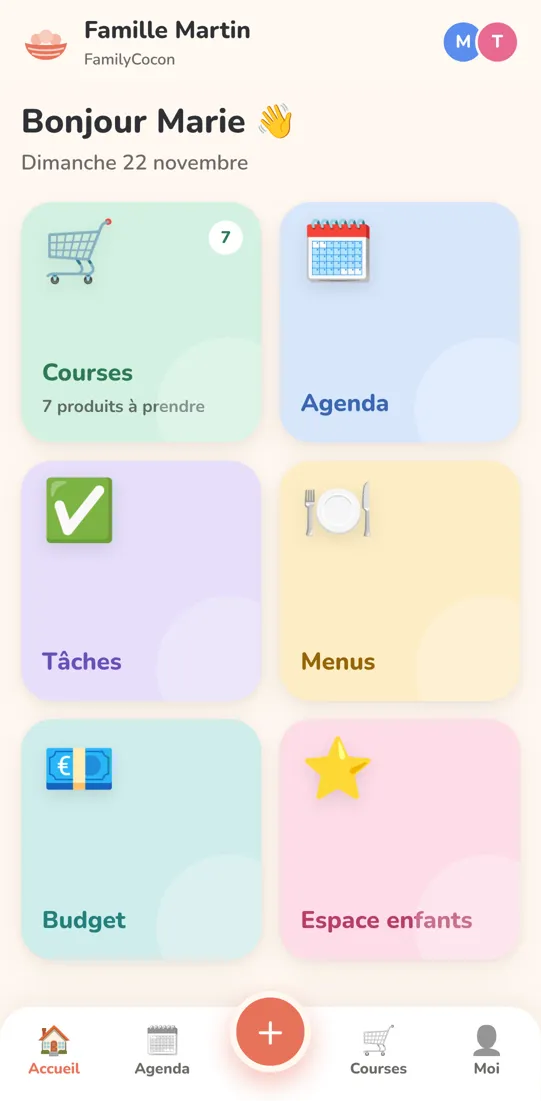 Famille Martin
FamilyCocon
M T
Bonjour Marie 👋
Dimanche 22 novembre
7
Courses
7 produits à prendre
Agenda
Tâches
Menus
Budget
Espace enfants
Accueil
Agenda
+
Courses
Moi